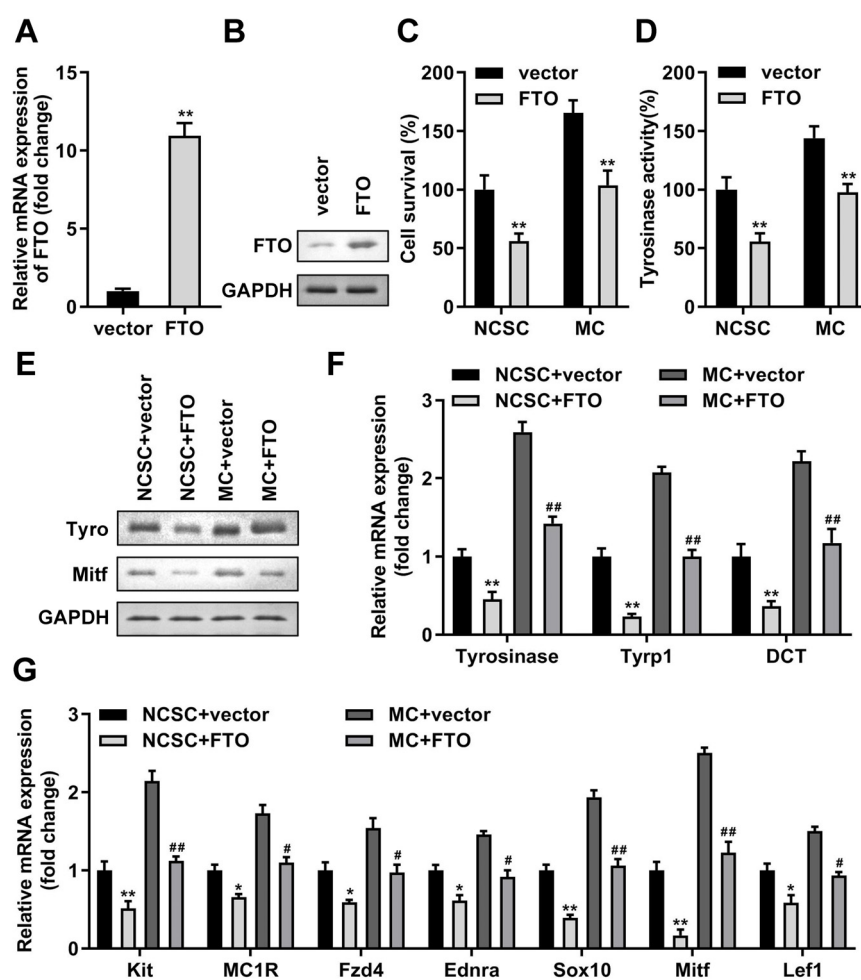 A
Relative mRNA expression
of FTO (fold change)
15
10
5
0
**
vector FTO
B
vector FTO
FTO
GAPDH
C
Cell survival (%)
200
150
100
50
0
vector
FTO
**
**
NCSC MC
D
Tyrosinase activity(%)
200
150
100
50
0
vector
FTO
**
**
NCSC MC
E
NCSC+vector
NCSC+FTO
MC+vector
MC+FTO
Tyro
Mitf
GAPDH
F
NCSC+vector MC+vector
NCSC+FTO MC+FTO
Relative mRNA expression
(fold change)
3
2
1
0
** ## ** ## ** ##
Tyrosinase Tyrp1 DCT
G
NCSC+vector MC+vector
NCSC+FTO MC+FTO
Relative mRNA expression
(fold change)
3
2
1
0
** ## * # * # * # ** ## ** ## * #
Kit MC1R Fzd4 Ednra Sox10 Mitf Lef1